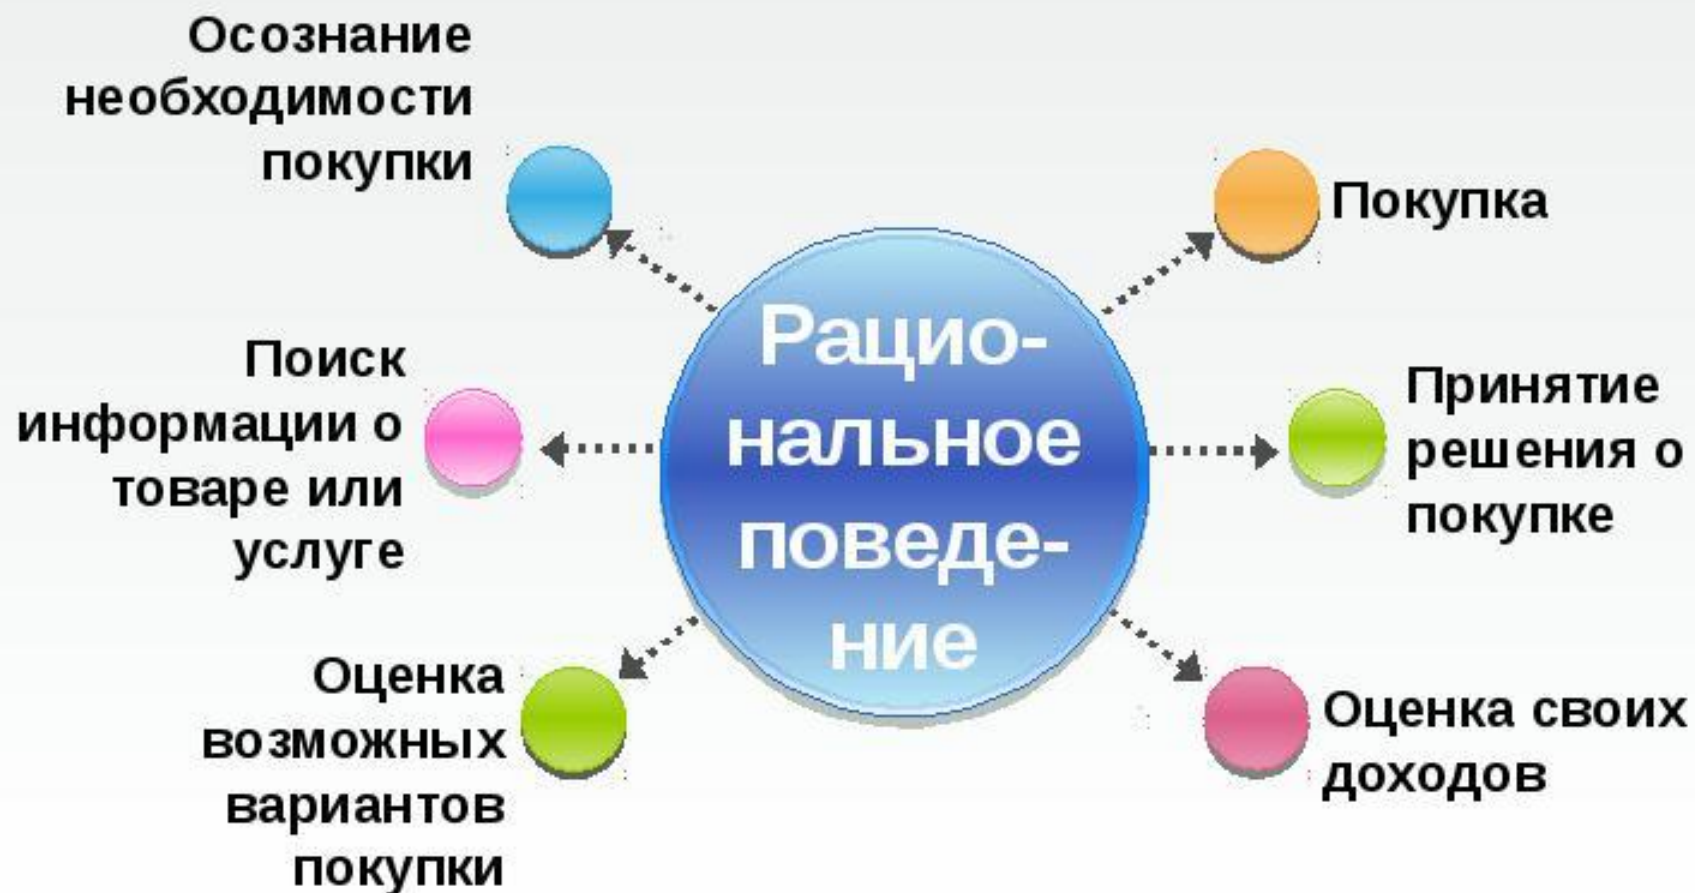 Осознание
необходимости
покупки
Поиск
информации о
товаре или
услуге
Оценка
возможных
вариантов
покупки
Рацио-
нальное
поведе-
ние
Покупка
Принятие
решения о
покупке
Оценка своих
доходов